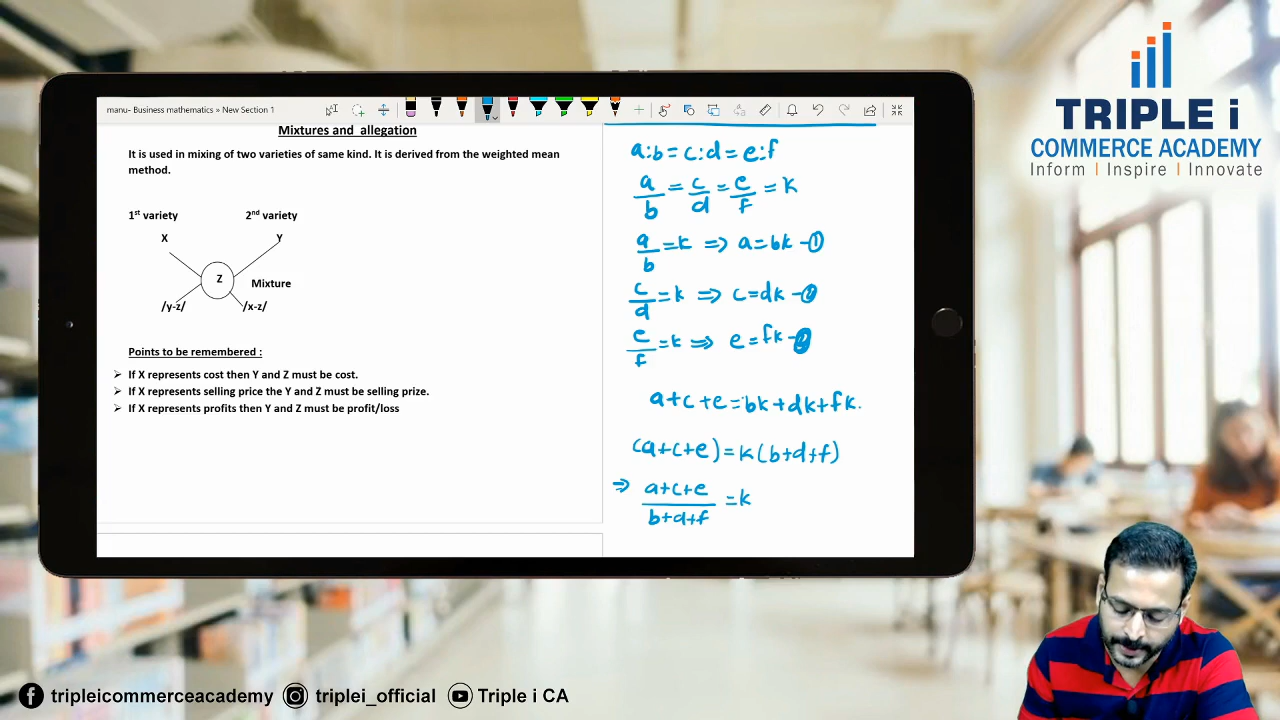 manu- Business mathematics » New Section 1
Mixtures and allegation
It is used in mixing of two varieties of same kind. It is derived from the weighted mean
method.
1st variety 2nd variety
X Y
Z
Mixture
/y-z/ /x-z/
Points to be remembered :
➢ If X represents cost then Y and Z must be cost.
➢ If X represents selling price the Y and Z must be selling prize.
➢ If X represents profits then Y and Z must be profit/loss
a:b = c:d = e:f
a/b = c/d = e/f = k
a/b = k ⇒ a = bk - ①
c/d = k ⇒ c = dk - ②
e/f = k ⇒ e = fk -
a+c+e = bk+dk+fk.
(a+c+e) = k(b+d+f)
⇒ a+c+e/b+d+f = k
TRIPLE i
COMMERCE ACADEMY
Inform | Inspire | Innovate
tripleicommerceacademy triplei_official Triple i CA